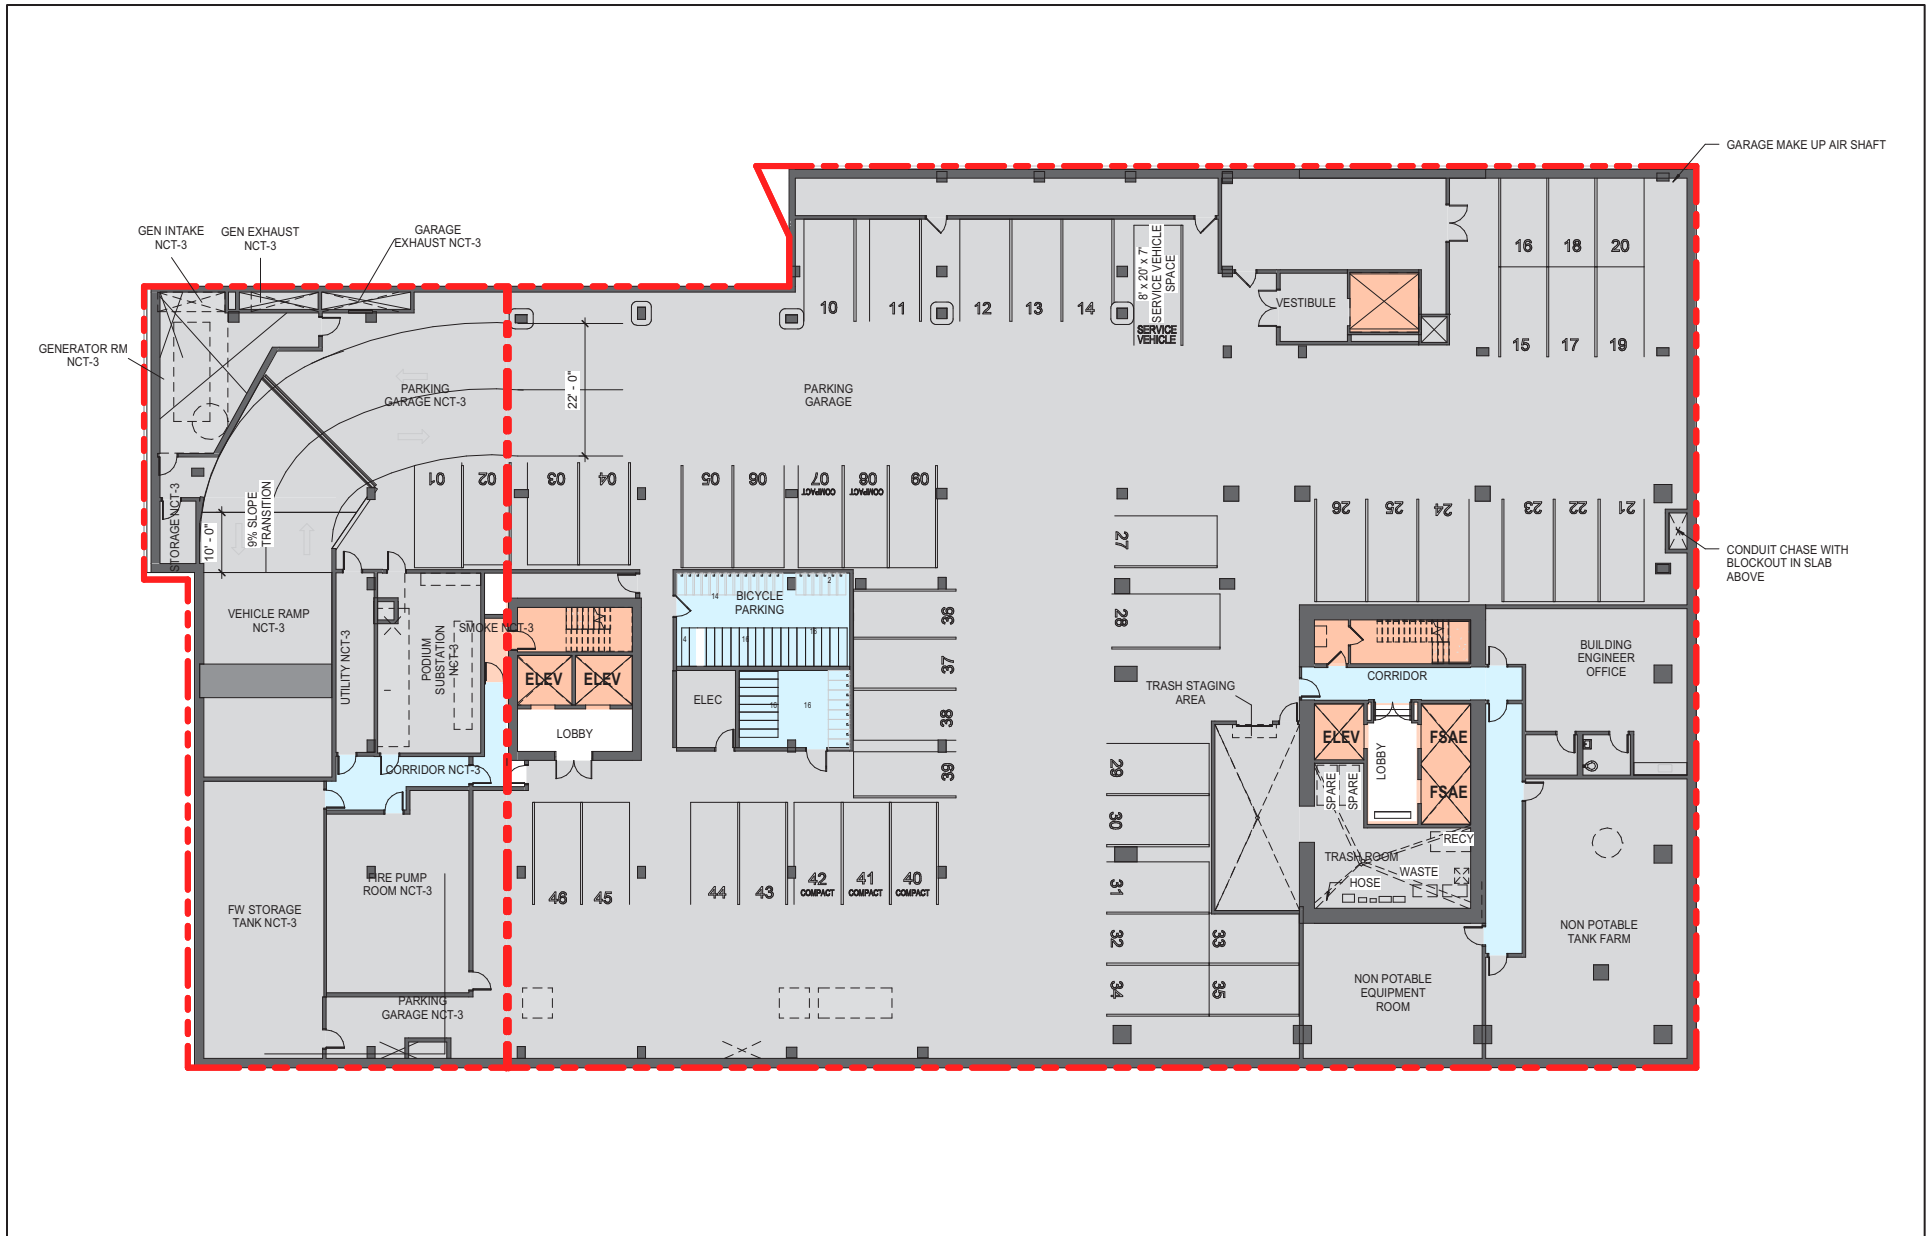 GARAGE MAKE UP AIR SHAFT
GEN INTAKE
NCT-3
GEN EXHAUST
NCT-3
GARAGE
EXHAUST NCT-3
GENERATOR RM
NCT-3
16
18
20
8' x 20' x 7'
SERVICE VEHICLE
SPACE
SERVICE
VEHICLE
VESTIBULE
10
11
12
13
14
15
17
19
22' - 0"
PARKING
GARAGE NCT-3
PARKING
GARAGE
01
02
03
04
05
06
07
COMPACT
08
COMPACT
09
STORAGE NCT-3
10' - 0"
9% SLOPE
TRANSITION
26
25
24
23
22
21
27
28
CONDUIT CHASE WITH
BLOCKOUT IN SLAB
ABOVE
VEHICLE RAMP
NCT-3
UTILITY NCT-3
PODIUM
SUBSTATION
NCT-3
SMOKE NCT-3
ELEV
ELEV
LOBBY
BICYCLE
PARKING
14
2
4
16
16
ELEC
16
16
36
37
38
39
TRASH STAGING
AREA
CORRIDOR
BUILDING
ENGINEER
OFFICE
ELEV
LOBBY
FSAE
FSAE
SPARE
SPARE
CORRIDOR NCT-3
29
30
31
32
33
34
35
RECY
TRASH ROOM
WASTE
HOSE
FIRE PUMP
ROOM NCT-3
FW STORAGE
TANK NCT-3
46
45
44
43
42
COMPACT
41
COMPACT
40
COMPACT
NON POTABLE
TANK FARM
NON POTABLE
EQUIPMENT
ROOM
PARKING
GARAGE NCT-3